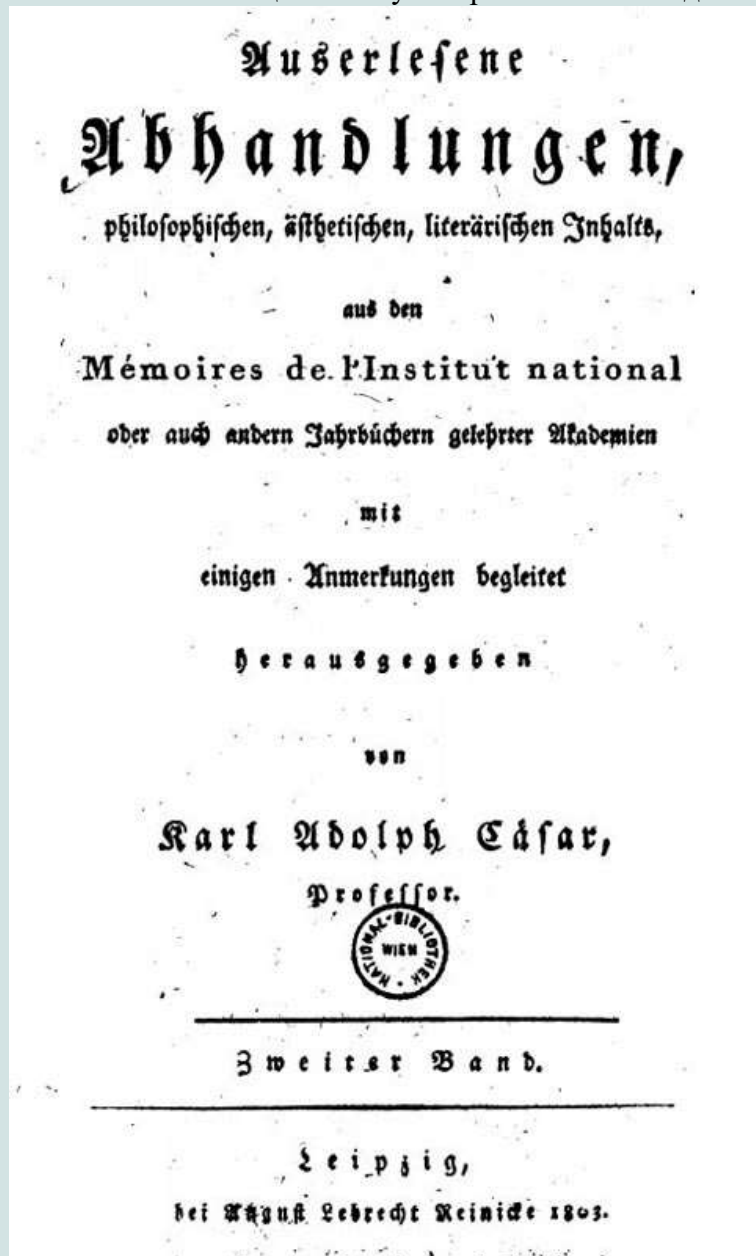 Auserlesene
Abhandlungen,
philosophischen, ästhetischen, literärischen Inhalts,
aus den
Mémoires de l'Institut national
oder auch andern Jahrbüchern gelehrter Akademien
mit
einigen Anmerkungen begleitet
herausgegeben
von
Karl Adolph Cäsar,
Professor.
NATIONAL-BIBLIOTHEK
WIEN
Zweiter Band.
Leipzig,
bei August Lebrecht Reinicke 1803.